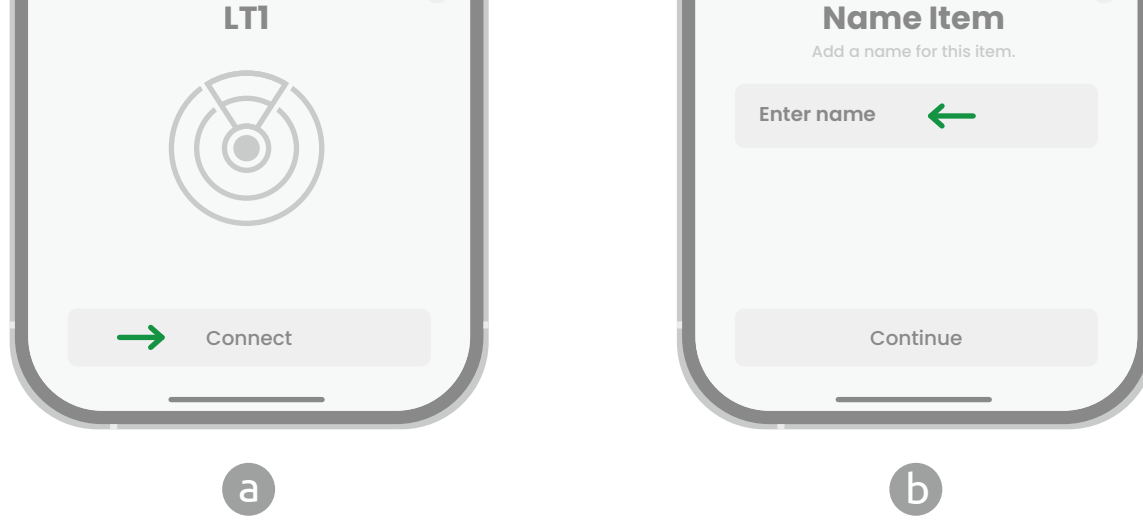 LT1
Connect
a
Name Item
Add a name for this item.
Enter name
Continue
b